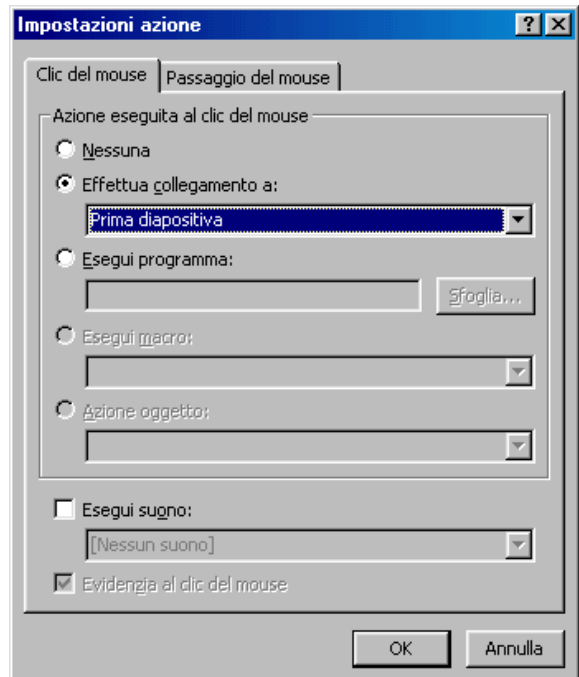 Impostazioni azione
Clic del mouse Passaggio del mouse
Azione eseguita al clic del mouse
Nessuna
Effettua collegamento a:
Prima diapositiva
Esegui programma:
Sfoglia...
Esegui macro:
Azione oggetto:
Esegui suono:
[Nessun suono]
Evidenzia al clic del mouse
OK Annulla